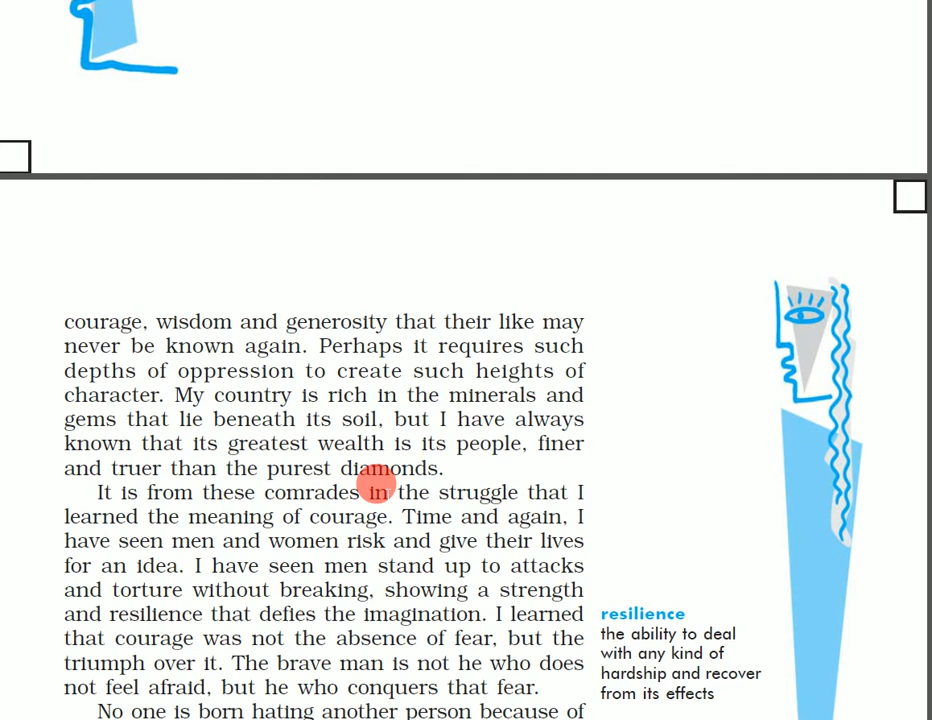 courage, wisdom and generosity that their like may
never be known again. Perhaps it requires such
depths of oppression to create such heights of
character. My country is rich in the minerals and
gems that lie beneath its soil, but I have always
known that its greatest wealth is its people, finer
and truer than the purest diamonds.
It is from these comrades in the struggle that I
learned the meaning of courage. Time and again, I
have seen men and women risk and give their lives
for an idea. I have seen men stand up to attacks
and torture without breaking, showing a strength
and resilience that defies the imagination. I learned
that courage was not the absence of fear, but the
triumph over it. The brave man is not he who does
not feel afraid, but he who conquers that fear.
No one is born hating another person because of
resilience
the ability to deal
with any kind of
hardship and recover
from its effects